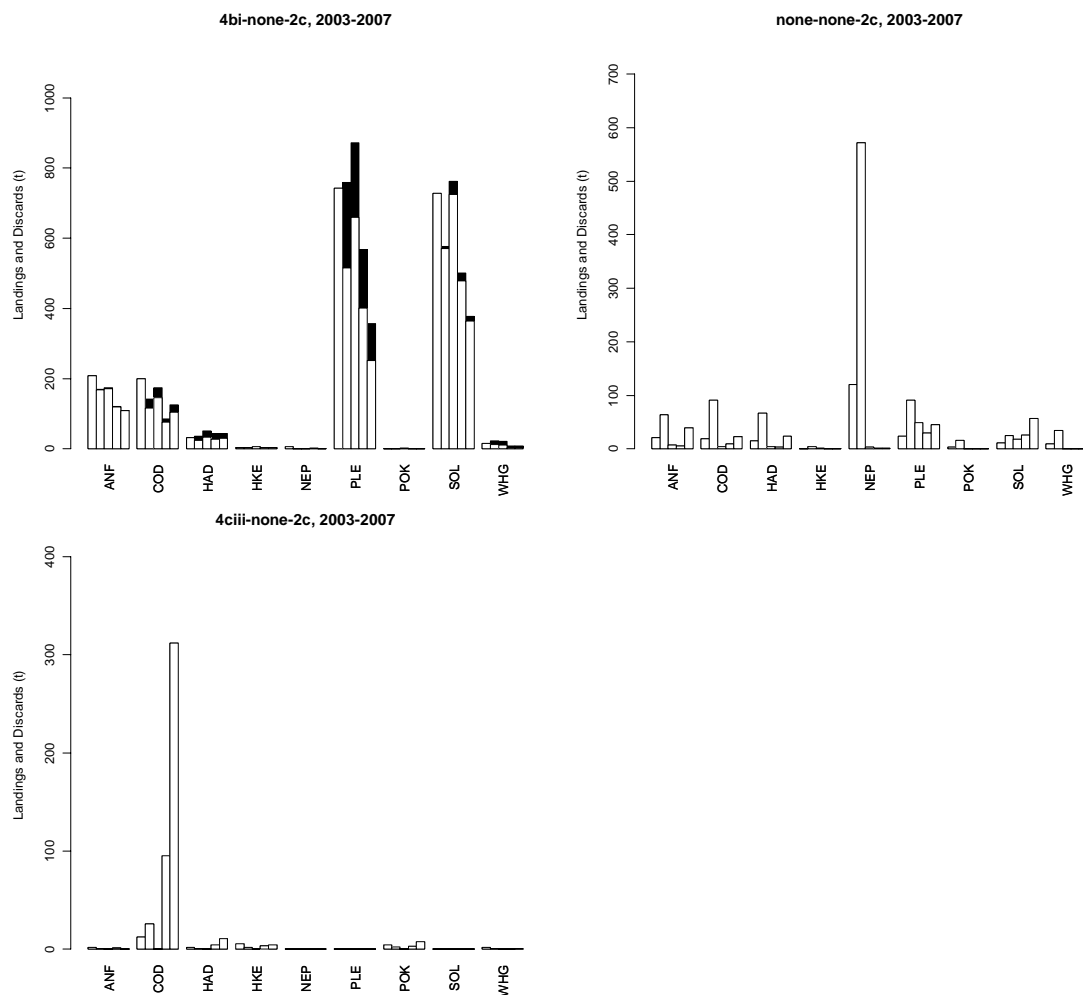 4bi-none-2c, 2003-2007
Landings and Discards (t)
0 200 400 600 800 1000
ANF COD HAD HKE NEP PLE POK SOL WHG
none-none-2c, 2003-2007
Landings and Discards (t)
0 100 200 300 400 500 600 700
ANF COD HAD HKE NEP PLE POK SOL WHG
4ciii-none-2c, 2003-2007
Landings and Discards (t)
0 100 200 300 400
ANF COD HAD HKE NEP PLE POK SOL WHG